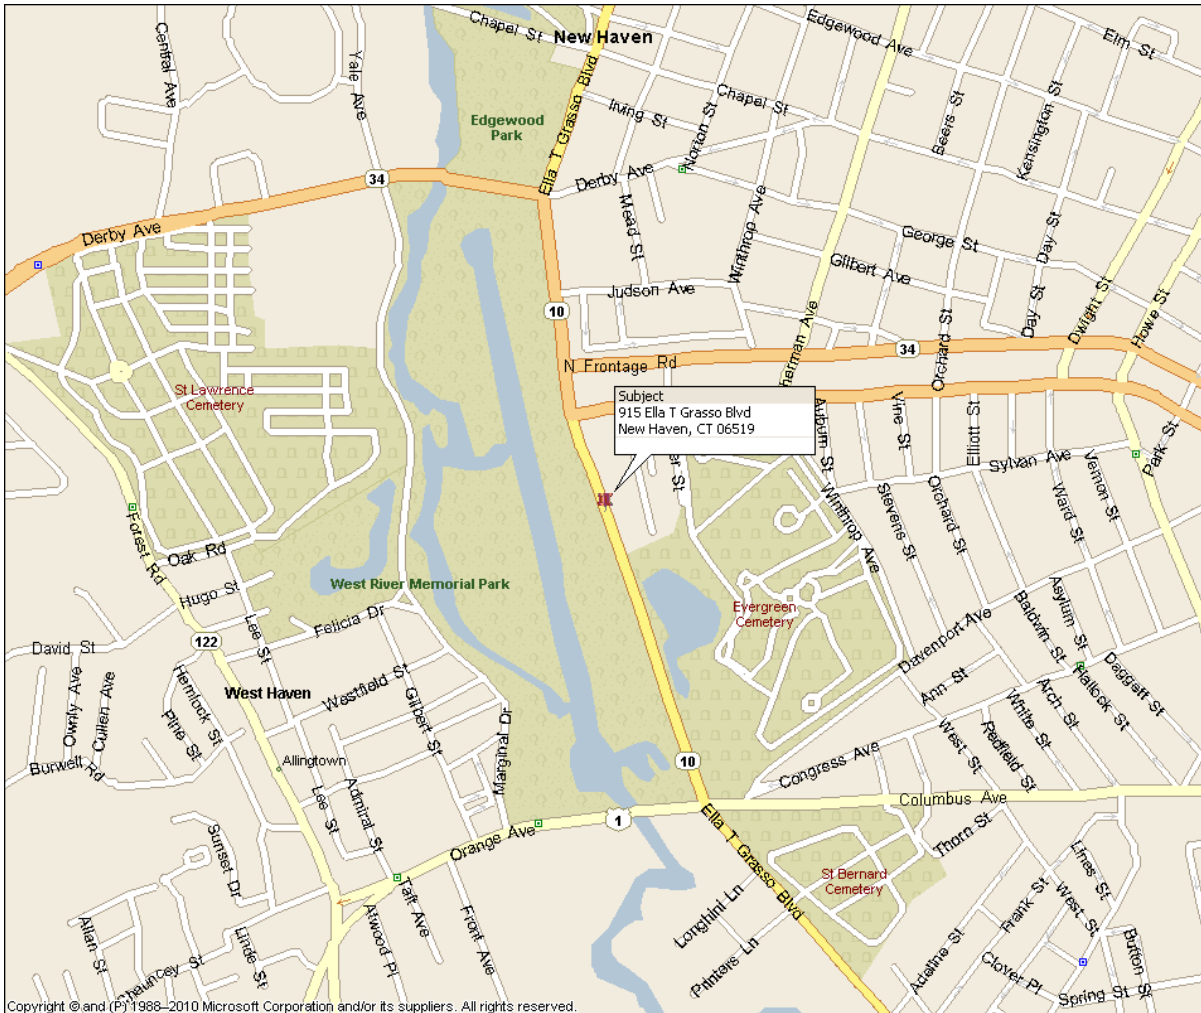 Chapel St
New Haven
Edgewood Ave
Elm St
Central Ave
Yale Ave
Ella T Grasso Blvd
Edgewood
Park
Irving St
Norton St
Chapel St
Beers St
Kensington St
34
Derby Ave
Mead St
Winthrop Ave
Derby Ave
George St
Day St
Gilbert Ave
Judson Ave
10
Dwight St
Howe St
Day St
Orchard St
34
N Frontage Rd
herman Ave
Subject
915 Ella T Grasso Blvd
New Haven, CT 06519
St Lawrence
Cemetery
Auburn St
Vine St
Elliott St
Park St
Sylvan Ave
Vernon St
Ward St
er St
Winthrop Ave
Stevens St
Orchard St
Forest Rd
Oak Rd
Hugo St
West River Memorial Park
Evergreen
Cemetery
Asylum St
Baldwin St
Davenport Ave
Felicia Dr
Lee St
122
David St
Ownly Ave
Cullen Ave
Hemlock St
Pine St
West Haven
Westfield St
Gilbert St
Marginal Dr
Ann St
Arch St
Hallock St
Daggett St
White St
Redfield St
West St
Burwell Rd
Allingtown
Lee St
Admiral St
10
Congress Ave
Columbus Ave
1
Orange Ave
Ella T Grasso Blvd
Thorn St
Sunset Dr
St Bernard
Cemetery
Lines St
West St
Frank St
Longhini Ln
Printers Ln
Taft Ave
Atwood Pl
Front Ave
Allan St
Linde St
Chauncey St
Adeline St
Clover Pl
Button St
Spring St
Copyright © and (P) 1988–2010 Microsoft Corporation and/or its suppliers. All rights reserved.